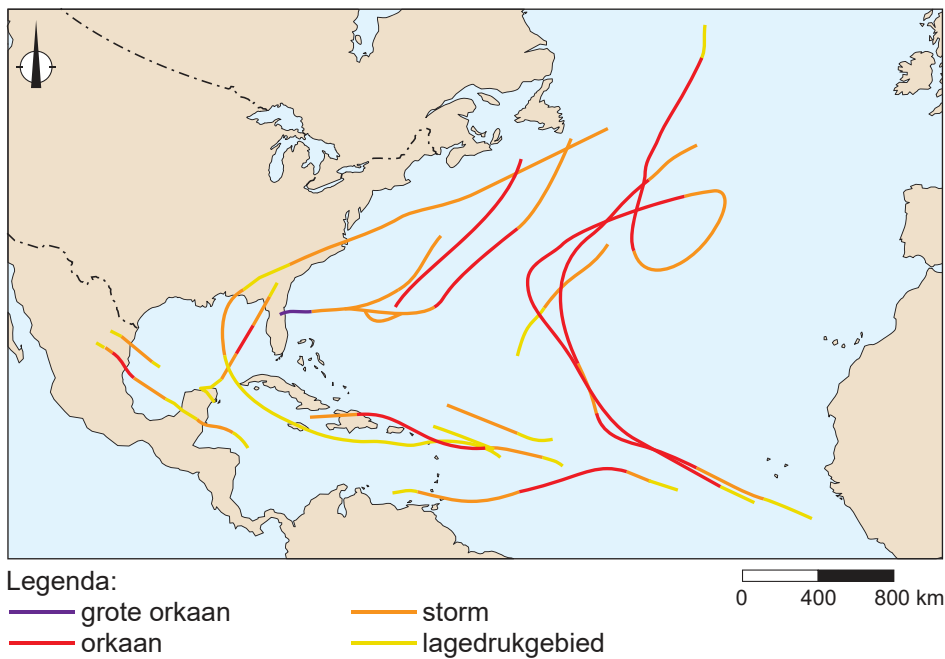 Legenda:
grote orkaan
orkaan
storm
lagedrukgebied
0 400 800 km